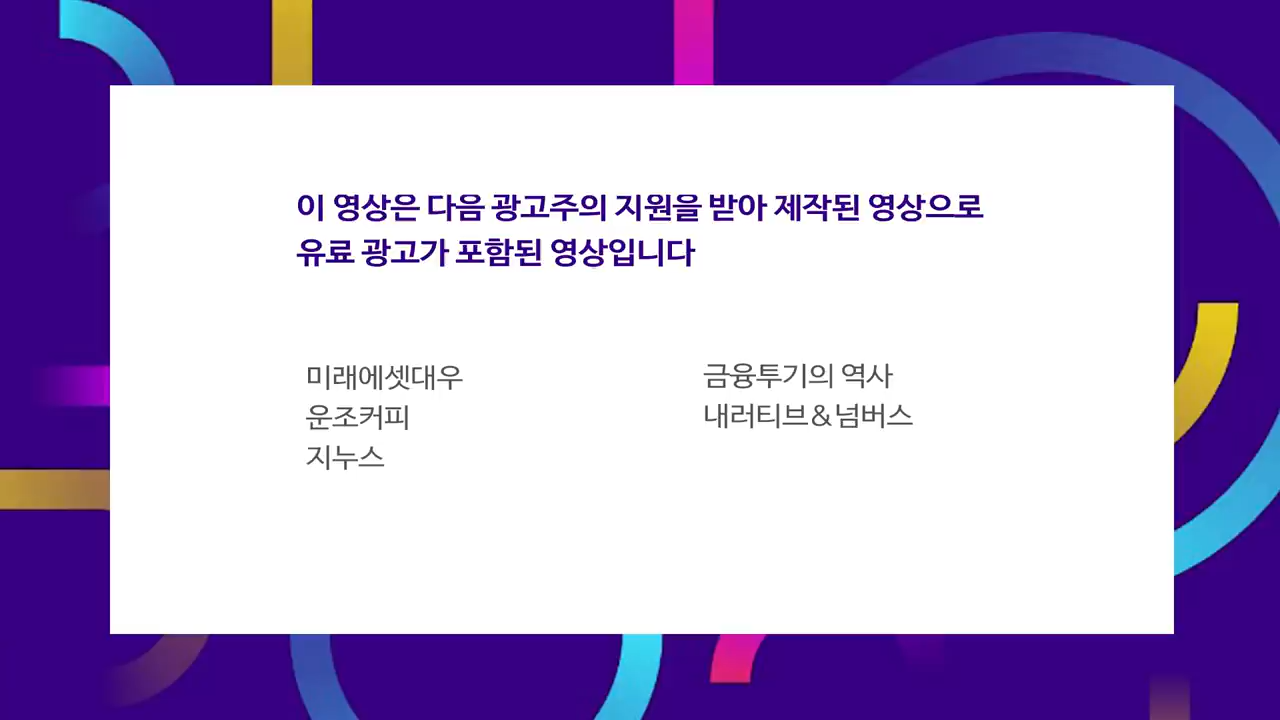 이 영상은 다음 광고주의 지원을 받아 제작된 영상으로
유료 광고가 포함된 영상입니다
미래에셋대우
운조커피
지누스
금융투기의 역사
내러티브&넘버스